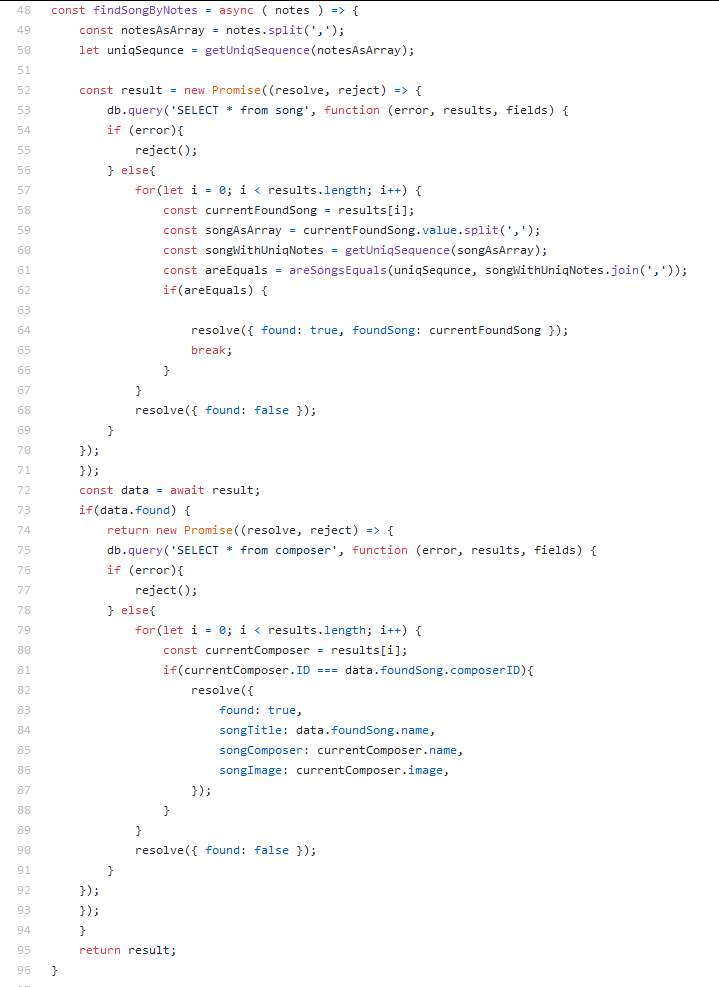 48 const findSongByNotes = async ( notes ) => {
49     const notesAsArray = notes.split(',');
50     let uniqSequnce = getUniqSequence(notesAsArray);
51
52     const result = new Promise((resolve, reject) => {
53         db.query('SELECT * from song', function (error, results, fields) {
54         if (error){
55             reject();
56         } else{
57             for(let i = 0; i < results.length; i++) {
58                 const currentFoundSong = results[i];
59                 const songAsArray = currentFoundSong.value.split(',');
60                 const songWithUniqNotes = getUniqSequence(songAsArray);
61                 const areEquals = areSongsEquals(uniqSequnce, songWithUniqNotes.join(','));
62                 if(areEquals) {
63
64                     resolve({ found: true, foundSong: currentFoundSong });
65                     break;
66                 }
67             }
68             resolve({ found: false });
69         }
70     });
71     });
72     const data = await result;
73     if(data.found) {
74         return new Promise((resolve, reject) => {
75         db.query('SELECT * from composer', function (error, results, fields) {
76         if (error){
77             reject();
78         } else{
79             for(let i = 0; i < results.length; i++) {
80                 const currentComposer = results[i];
81                 if(currentComposer.ID === data.foundSong.composerID){
82                     resolve({
83                         found: true,
84                         songTitle: data.foundSong.name,
85                         songComposer: currentComposer.name,
86                         songImage: currentComposer.image,
87                     });
88                 }
89             }
90             resolve({ found: false });
91         }
92     });
93     });
94     }
95     return result;
96 }